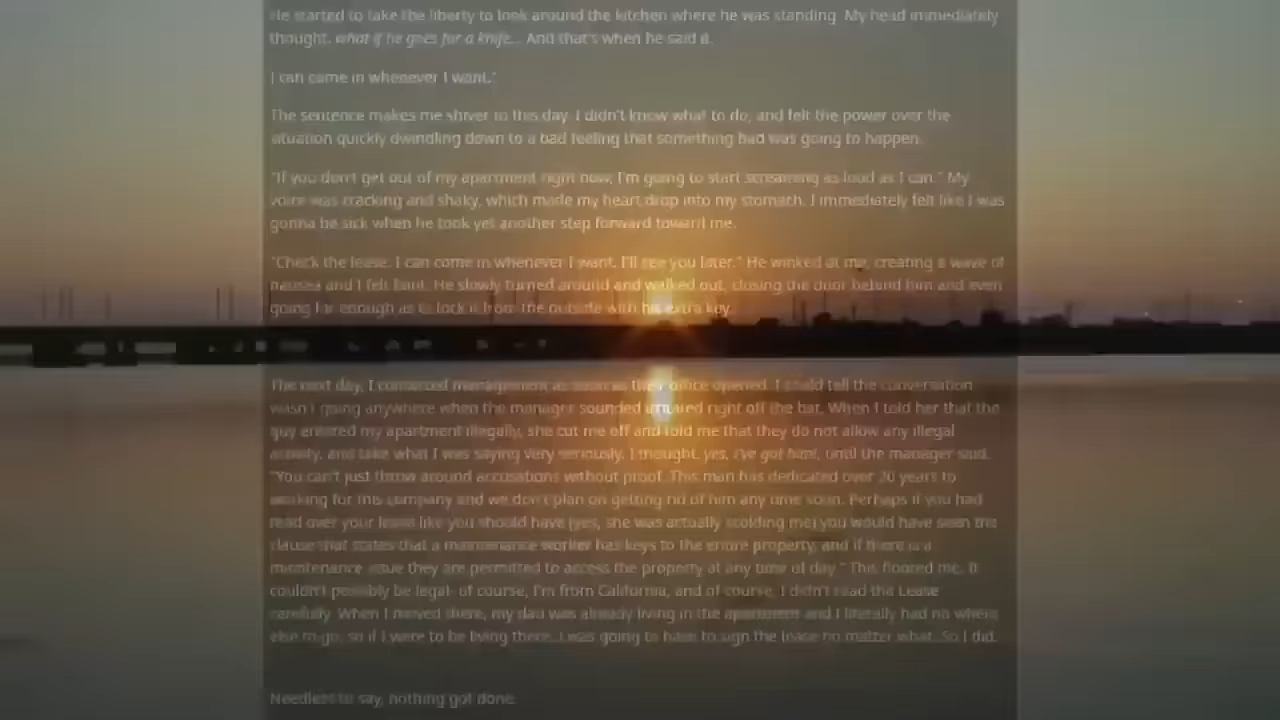 He started to take the liberty to look around the kitchen where he was standing. My head immediately
thought, what if he goes for a knife... And that's when he said it.
I can come in whenever I want."
The sentence makes me shiver to this day. I didn't know what to do, and felt the power over the
situation quickly dwindling down to a bad feeling that something bad was going to happen.
"If you don't get out of my apartment right now, I'm going to start screaming as loud as I can." My
voice was cracking and shaky, which made my heart drop into my stomach. I immediately felt like I was
gonna be sick when he took yet another step forward toward me.
"Check the lease. I can come in whenever I want. I'll see you later." He winked at me, creating a wave of
nausea and I felt faint. He slowly turned around and walked out, closing the door behind him and even
going far enough as to lock it from the outside with his extra key.
The next day, I contacted management as soon as their office opened. I could tell the conversation
wasn't going anywhere when the manager sounded irritated right off the bat. When I told her that the
guy entered my apartment illegally, she cut me off and told me that they do not allow any illegal
activity, and take what I was saying very seriously. I thought, yes, I've got him!, until the manager said,
"You can't just throw around accusations without proof. This man has dedicated over 20 years to
working for this company and we don't plan on getting rid of him any time soon. Perhaps if you had
read over your lease like you should have (yes, she was actually scolding me) you would have seen the
clause that states that a maintenance worker has keys to the entire property, and if there is a
maintenance issue they are permitted to access the property at any time of day." This floored me. It
couldn't possibly be legal- of course, I'm from California, and of course, I didn't read the Lease
carefully. When I moved there, my dad was already living in the apartment and I literally had no where
else to go, so if I were to be living there, I was going to have to sign the lease no matter what. So I did.
Needless to say, nothing got done.